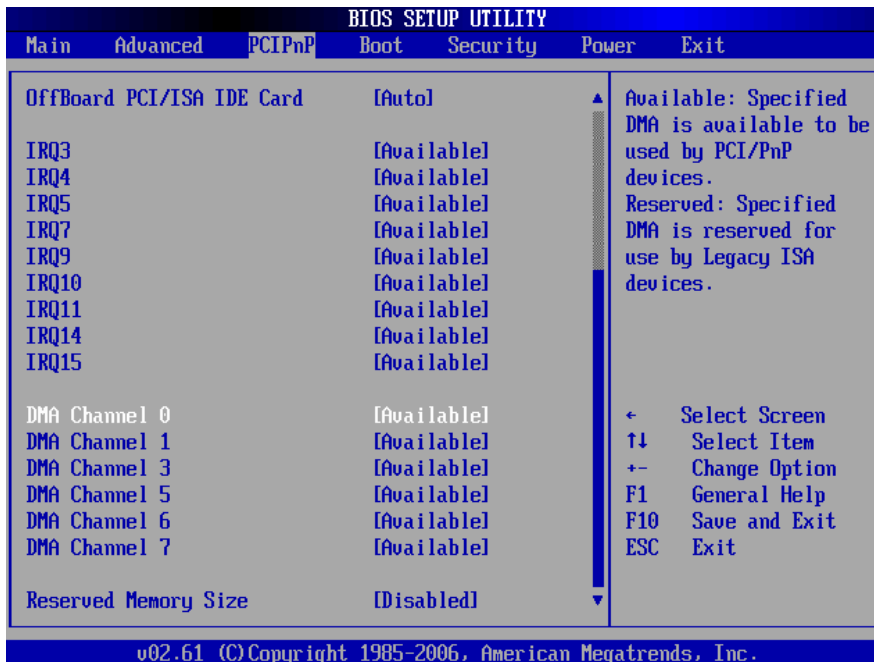 BIOS SETUP UTILITY
Main Advanced PCIPnP Boot Security Power Exit
OffBoard PCI/ISA IDE Card [Auto]
IRQ3 [Available]
IRQ4 [Available]
IRQ5 [Available]
IRQ7 [Available]
IRQ9 [Available]
IRQ10 [Available]
IRQ11 [Available]
IRQ14 [Available]
IRQ15 [Available]
DMA Channel 0 [Available]
DMA Channel 1 [Available]
DMA Channel 3 [Available]
DMA Channel 5 [Available]
DMA Channel 6 [Available]
DMA Channel 7 [Available]
Reserved Memory Size [Disabled]
Available: Specified
DMA is available to be
used by PCI/PnP
devices.
Reserved: Specified
DMA is reserved for
use by Legacy ISA
devices.
← Select Screen
↑↓ Select Item
+- Change Option
F1 General Help
F10 Save and Exit
ESC Exit
v02.61 (C)Copyright 1985-2006, American Megatrends, Inc.